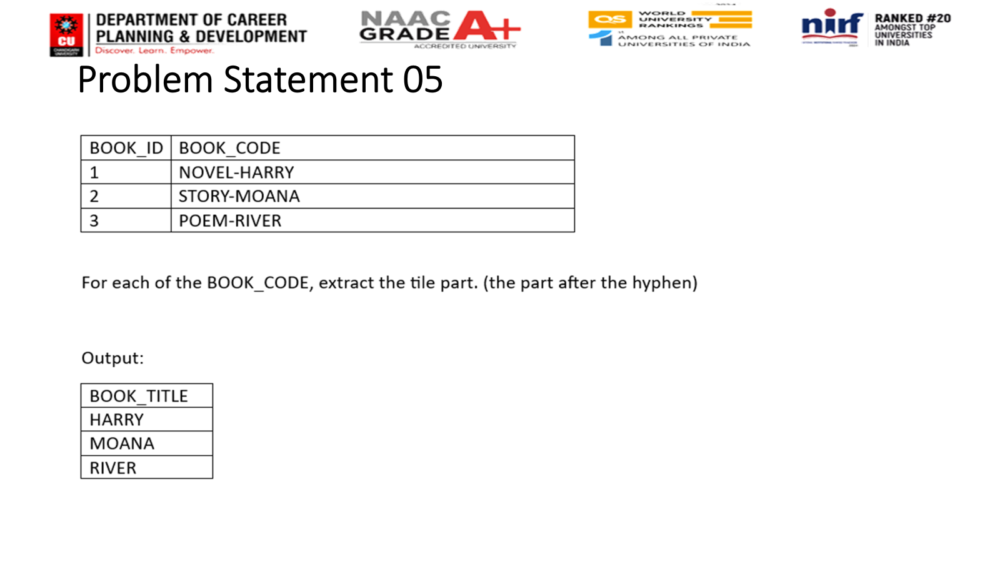 CU
CHANDIGARH
UNIVERSITY
DEPARTMENT OF CAREER
PLANNING & DEVELOPMENT
Discover. Learn. Empower.
NAAC
GRADE A+
ACCREDITED UNIVERSITY
QS WORLD
UNIVERSITY
RANKINGS
1st AMONG ALL PRIVATE
UNIVERSITIES OF INDIA
nirf
RANKED #20
AMONGST TOP
UNIVERSITIES
IN INDIA
Problem Statement 05
BOOK_ID BOOK_CODE
1 NOVEL-HARRY
2 STORY-MOANA
3 POEM-RIVER
For each of the BOOK_CODE, extract the tile part. (the part after the hyphen)
Output:
BOOK_TITLE
HARRY
MOANA
RIVER